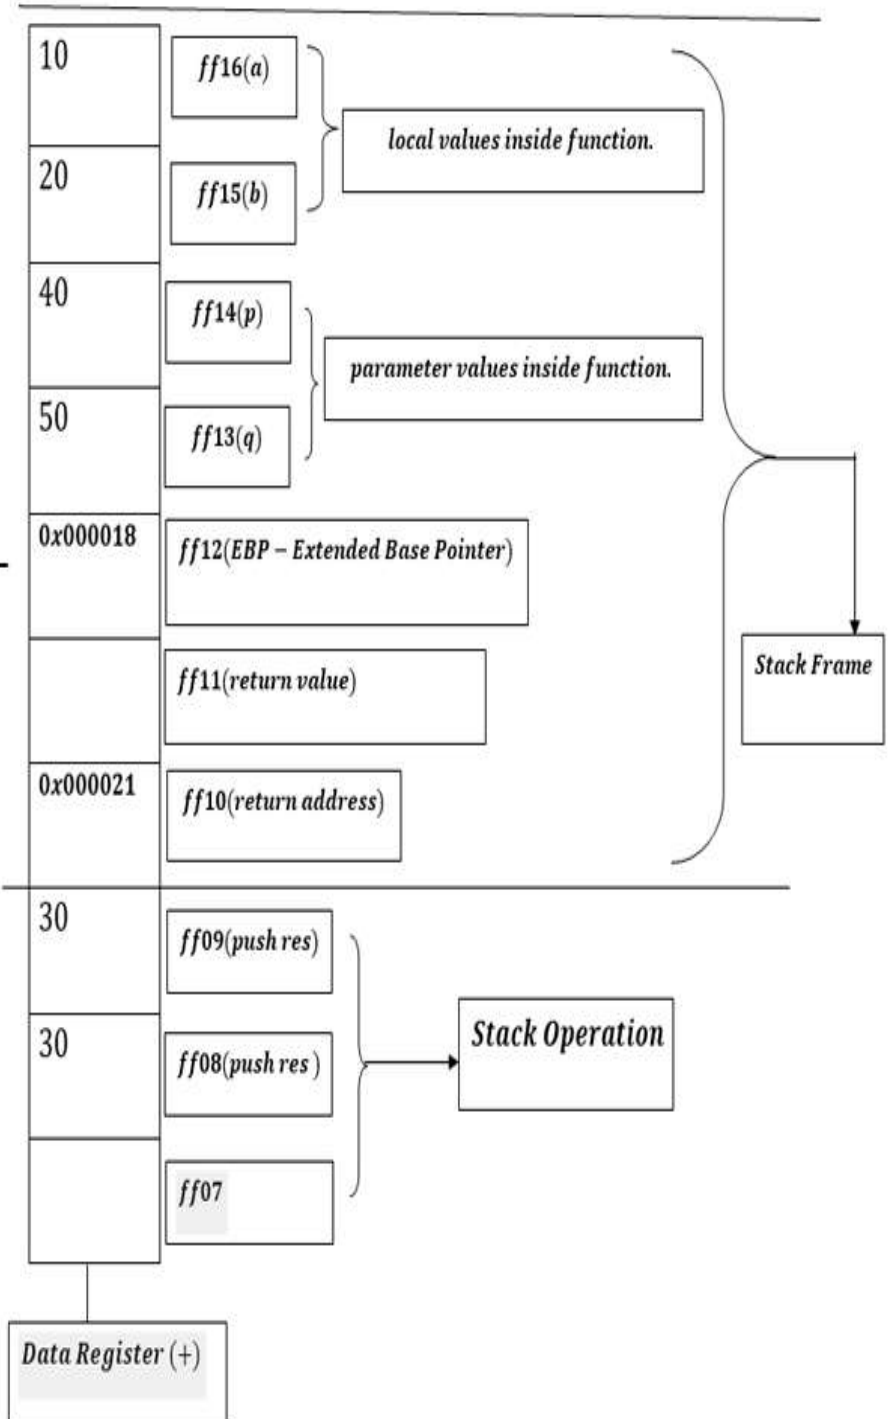 10
ff16(a)
local values inside function.
20
ff15(b)
40
ff14(p)
parameter values inside function.
50
ff13(q)
0x000018
ff12(EBP – Extended Base Pointer)
ff11(return value)
Stack Frame
0x000021
ff10(return address)
30
ff09(push res)
Stack Operation
30
ff08(push res )
ff07
Data Register (+)